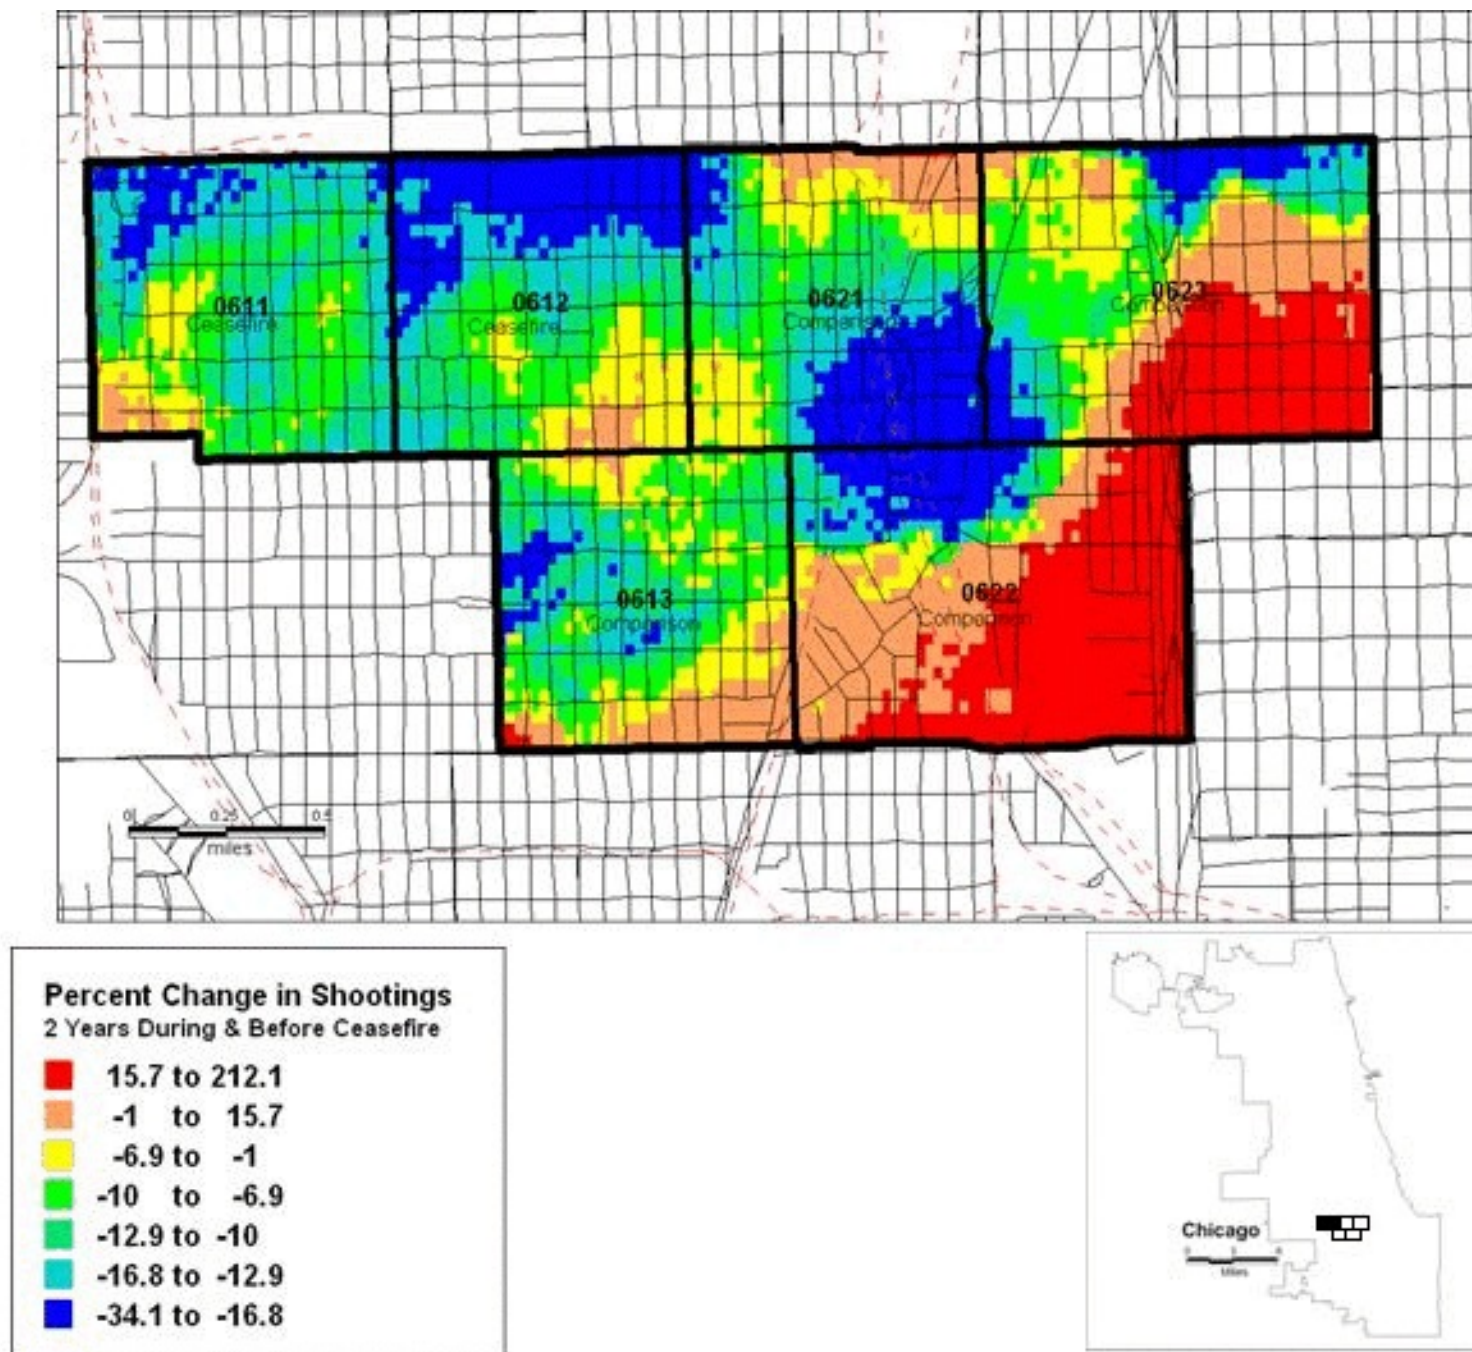 0611
Ceasefire
0612
Ceasefire
0621
Comparison
0623
Comparison
0613
Comparison
0622
Comparison
0 0.25 0.5
miles
Percent Change in Shootings
2 Years During & Before Ceasefire
15.7 to 212.1
-1 to 15.7
-6.9 to -1
-10 to -6.9
-12.9 to -10
-16.8 to -12.9
-34.1 to -16.8
Chicago
Miles